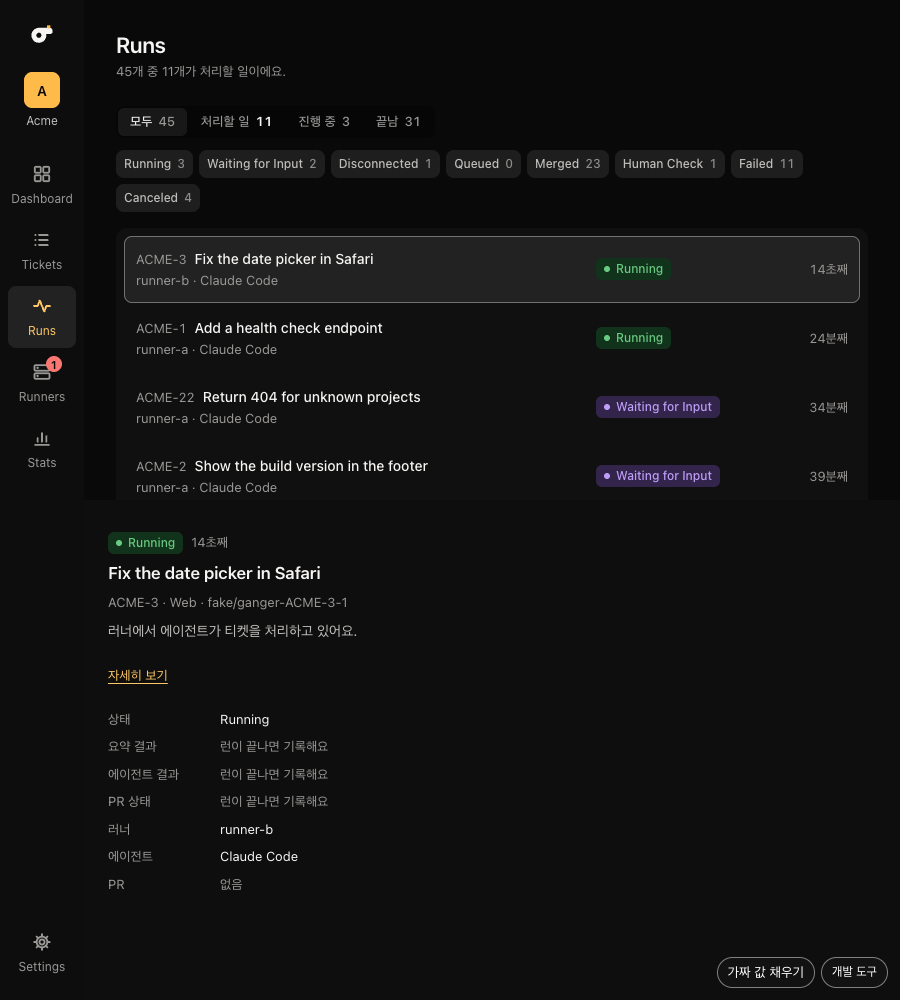 Runs
45개 중 11개가 처리할 일이에요.
A
Acme
모두 45 처리할 일 11 진행 중 3 끝남 31
Running 3 Waiting for Input 2 Disconnected 1 Queued 0 Merged 23 Human Check 1 Failed 11
Canceled 4
Dashboard
Tickets
Runs
1
Runners
Stats
Settings
ACME-3 Fix the date picker in Safari
runner-b · Claude Code
Running
14초째
ACME-1 Add a health check endpoint
runner-a · Claude Code
Running
24분째
ACME-22 Return 404 for unknown projects
runner-a · Claude Code
Waiting for Input
34분째
ACME-2 Show the build version in the footer
runner-a · Claude Code
Waiting for Input
39분째
Running 14초째
Fix the date picker in Safari
ACME-3 · Web · fake/ganger-ACME-3-1
러너에서 에이전트가 티켓을 처리하고 있어요.
자세히 보기
상태 Running
요약 결과 런이 끝나면 기록해요
에이전트 결과 런이 끝나면 기록해요
PR 상태 런이 끝나면 기록해요
러너 runner-b
에이전트 Claude Code
PR 없음
가짜 값 채우기 개발 도구